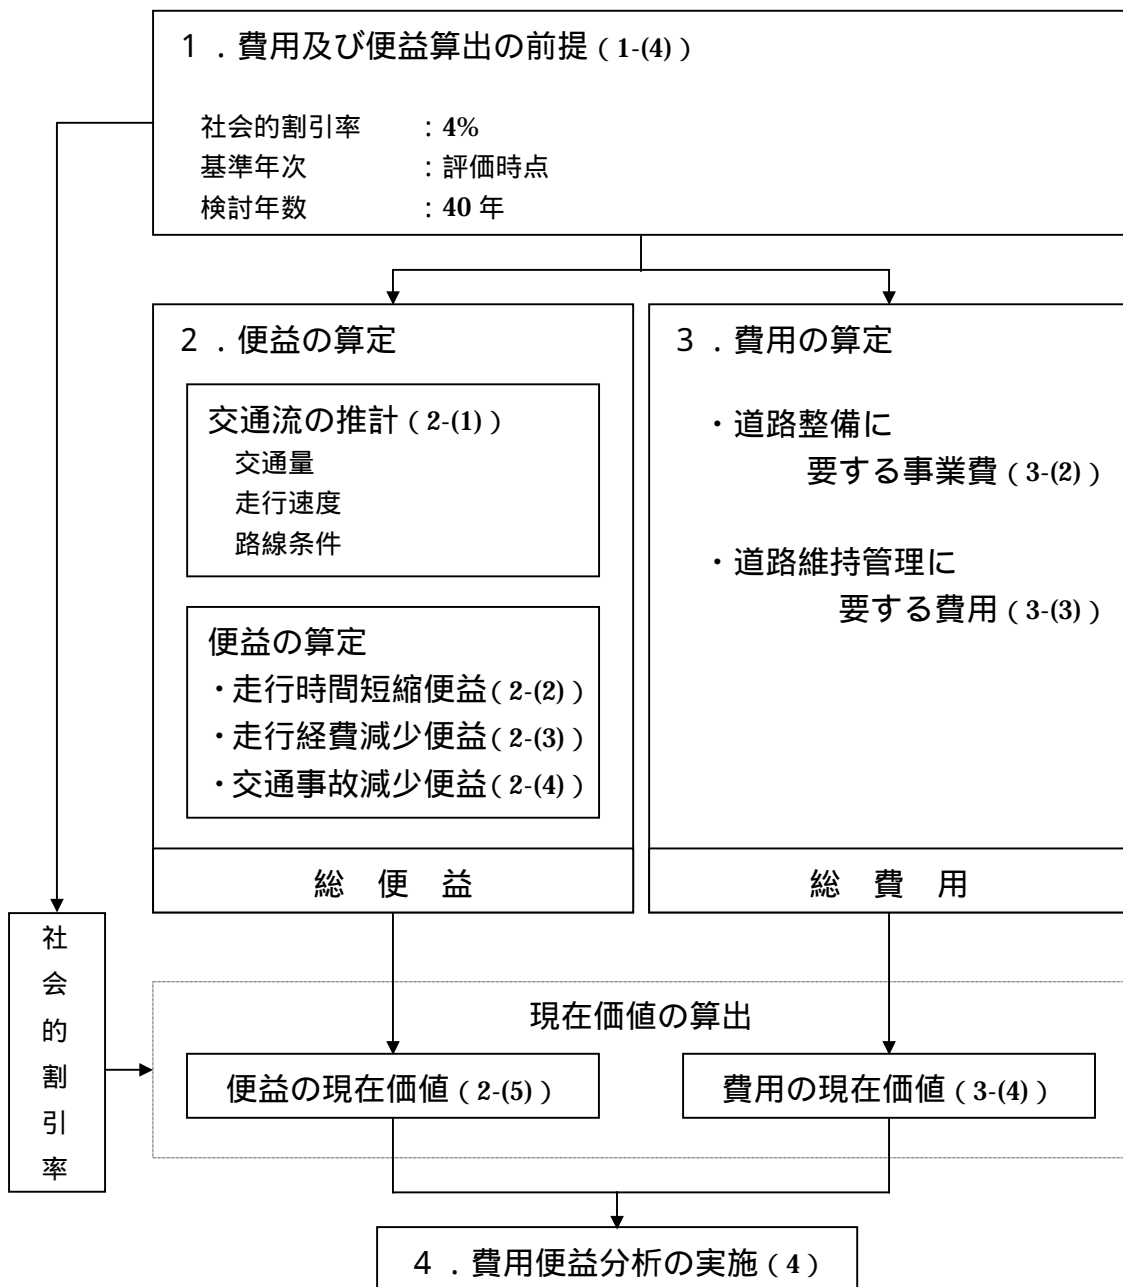 １．費用及び便益算出の前提（1-(4)）
社会的割引率　：4%
基準年次　：評価時点
検討年数　：40 年
２．便益の算定
交通流の推計（2-(1)）
交通量
走行速度
路線条件
便益の算定
・走行時間短縮便益（2-(2)）
・走行経費減少便益（2-(3)）
・交通事故減少便益（2-(4)）
総　便　益
３．費用の算定
・道路整備に
要する事業費（3-(2)）
・道路維持管理に
要する費用（3-(3)）
総　費　用
社会的割引率
現在価値の算出
便益の現在価値（2-(5)）
費用の現在価値（3-(4)）
４．費用便益分析の実施（4）